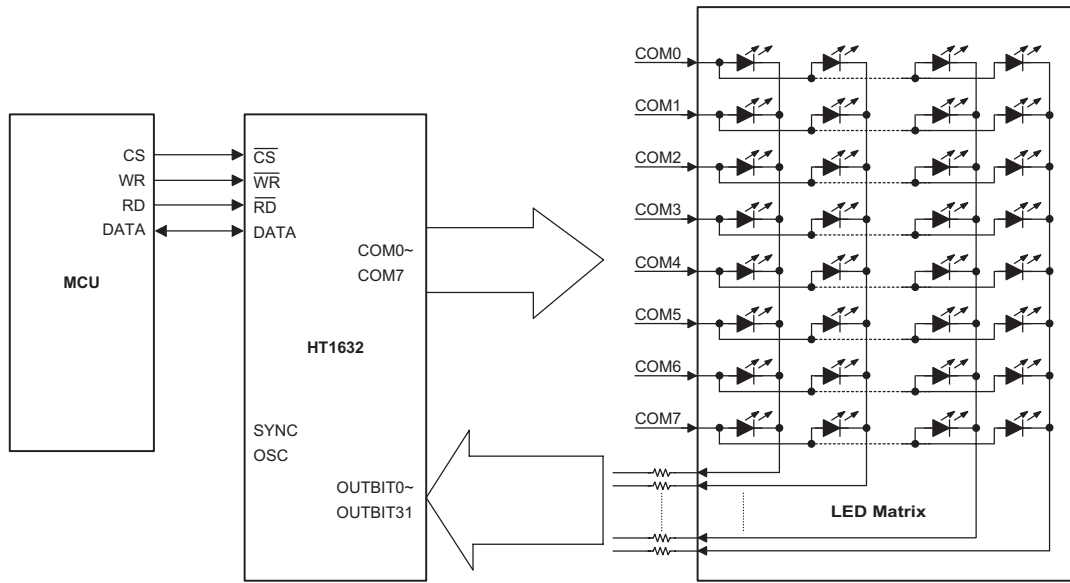 CS
WR
RD
DATA
MCU
CS
WR
RD
DATA
COM0~
COM7
HT1632
SYNC
OSC
OUTBIT0~
OUTBIT31
COM0
COM1
COM2
COM3
COM4
COM5
COM6
COM7
LED Matrix